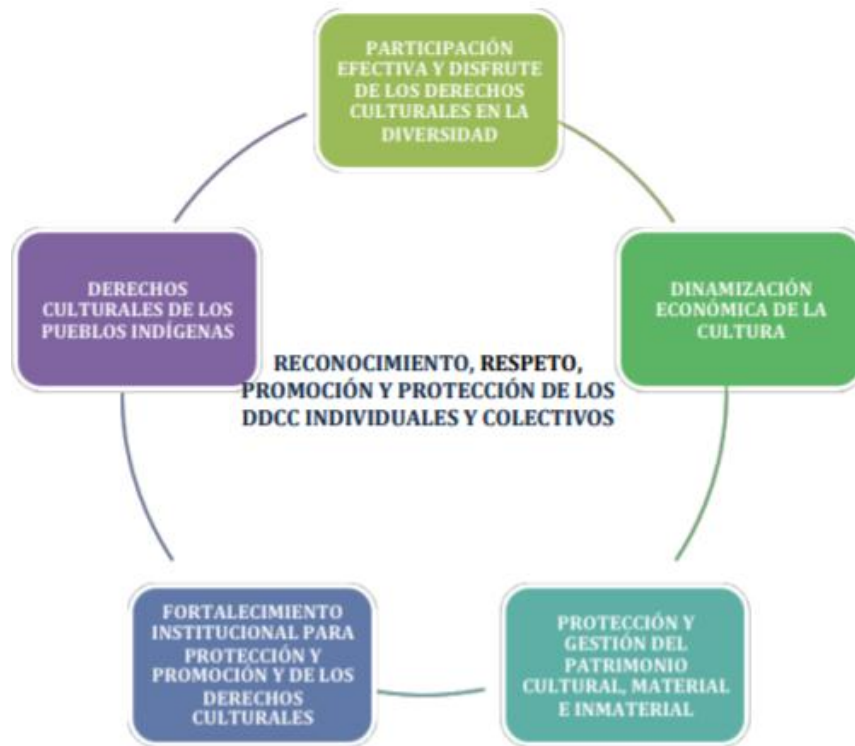 PARTICIPACIÓN
EFECTIVA Y DISFRUTE
DE LOS DERECHOS
CULTURALES EN LA
DIVERSIDAD
DINAMIZACIÓN
ECONÓMICA DE LA
CULTURA
PROTECCIÓN Y
GESTIÓN DEL
PATRIMONIO
CULTURAL, MATERIAL
E INMATERIAL
FORTALECIMIENTO
INSTITUCIONAL PARA
PROTECCIÓN Y
PROMOCIÓN Y DE LOS
DERECHOS
CULTURALES
DERECHOS
CULTURALES DE LOS
PUEBLOS INDÍGENAS
RECONOCIMIENTO, RESPETO,
PROMOCIÓN Y PROTECCIÓN DE LOS
DDCC INDIVIDUALES Y COLECTIVOS